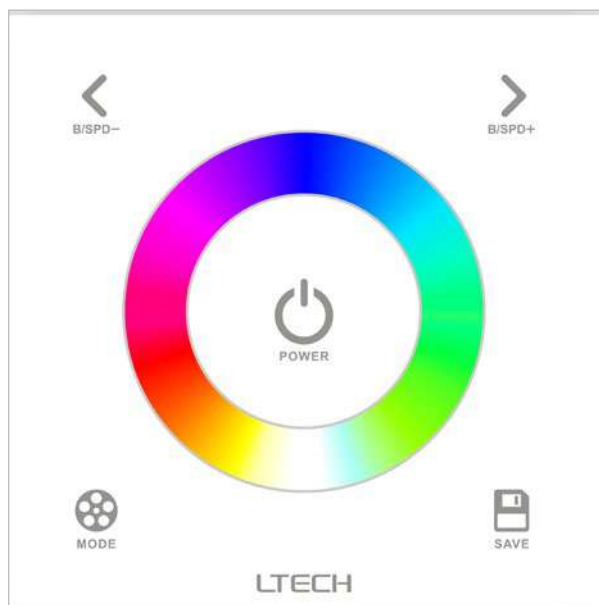 B/SPD−
B/SPD+
POWER
MODE
SAVE
LTECH